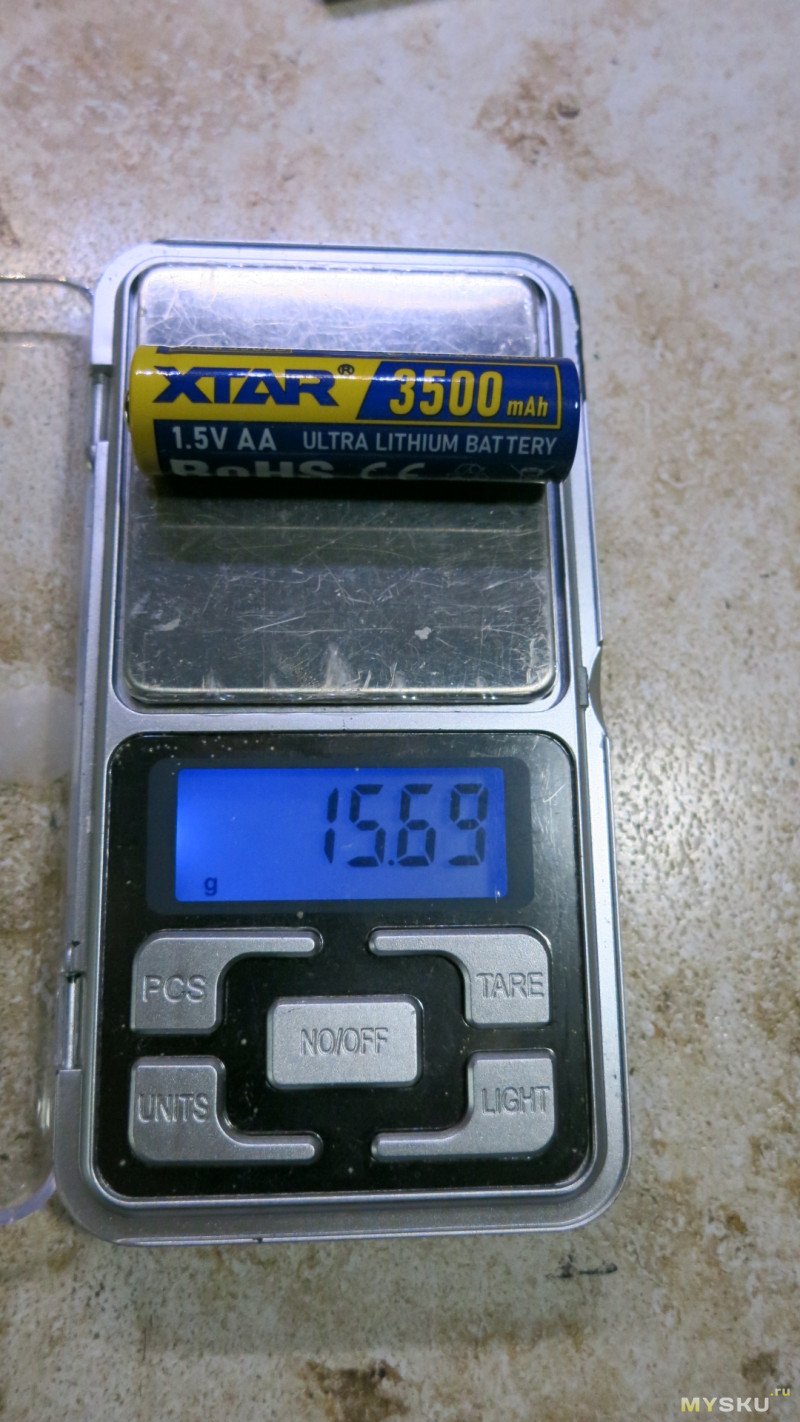 XTAR® 3500 mAh
1.5V AA ULTRA LITHIUM BATTERY
RoHS CE
15.69
g
PCS TARE
NO/OFF
UNITS LIGHT
MYSKU.ru